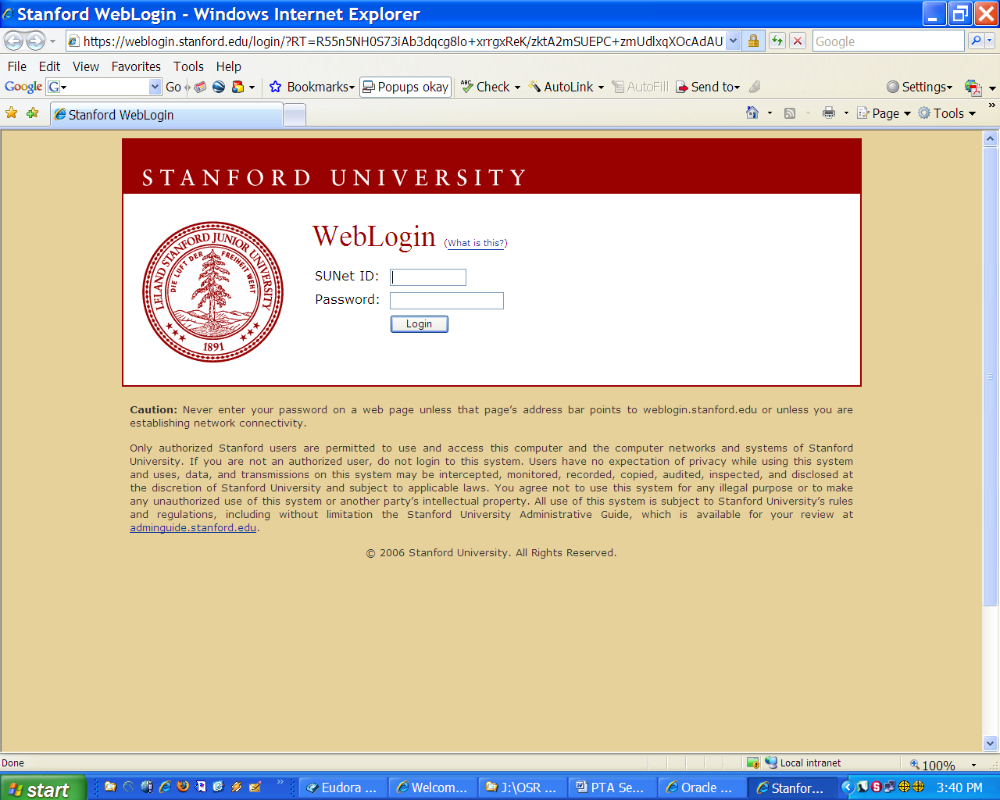 Stanford WebLogin - Windows Internet Explorer
https://weblogin.stanford.edu/login/?RT=R55n5NH0S73iAb3dqcg8lo+xrrgxReK/zktA2mSUEPC+zmUdlxqXOcAdAU
Google
File Edit View Favorites Tools Help
Google G Go Bookmarks Popups okay ABC Check AutoLink AutoFill Send to Settings
Stanford WebLogin Page Tools
STANFORD UNIVERSITY
LELAND STANFORD JUNIOR UNIVERSITY
DIE LUFT DER FREIHEIT WEHT
1891
WebLogin (What is this?)
SUNet ID:
Password:
Login
Caution: Never enter your password on a web page unless that page's address bar points to weblogin.stanford.edu or unless you are
establishing network connectivity.
Only authorized Stanford users are permitted to use and access this computer and the computer networks and systems of Stanford
University. If you are not an authorized user, do not login to this system. Users have no expectation of privacy while using this system
and uses, data, and transmissions on this system may be intercepted, monitored, recorded, copied, audited, inspected, and disclosed at
the discretion of Stanford University and subject to applicable laws. You agree not to use this system for any illegal purpose or to make
any unauthorized use of this system or another party's intellectual property. All use of this system is subject to Stanford University's rules
and regulations, including without limitation the Stanford University Administrative Guide, which is available for your review at
adminguide.stanford.edu.
© 2006 Stanford University. All Rights Reserved.
Done Local intranet 100%
start Eudora ... Welcom... J:\OSR ... PTA Se... Oracle ... Stanfor... 3:40 PM